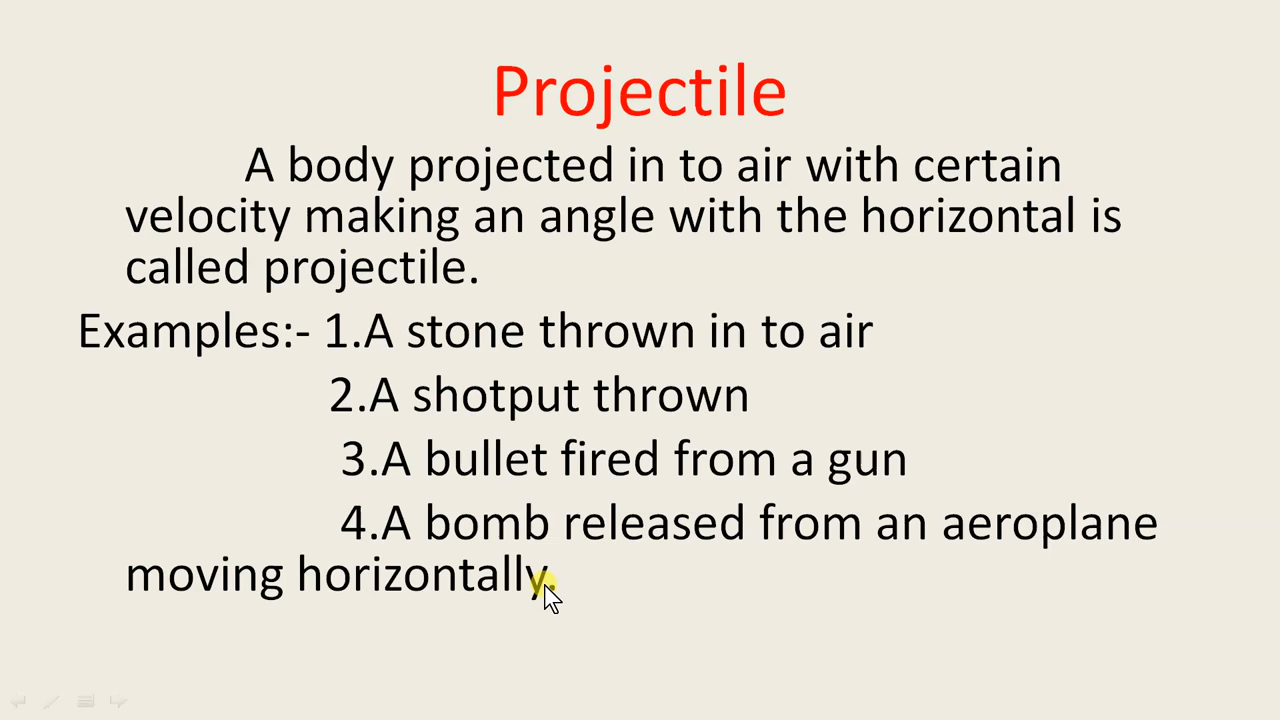 Projectile
A body projected in to air with certain
velocity making an angle with the horizontal is
called projectile.
Examples:- 1.A stone thrown in to air
2.A shotput thrown
3.A bullet fired from a gun
4.A bomb released from an aeroplane
moving horizontally.